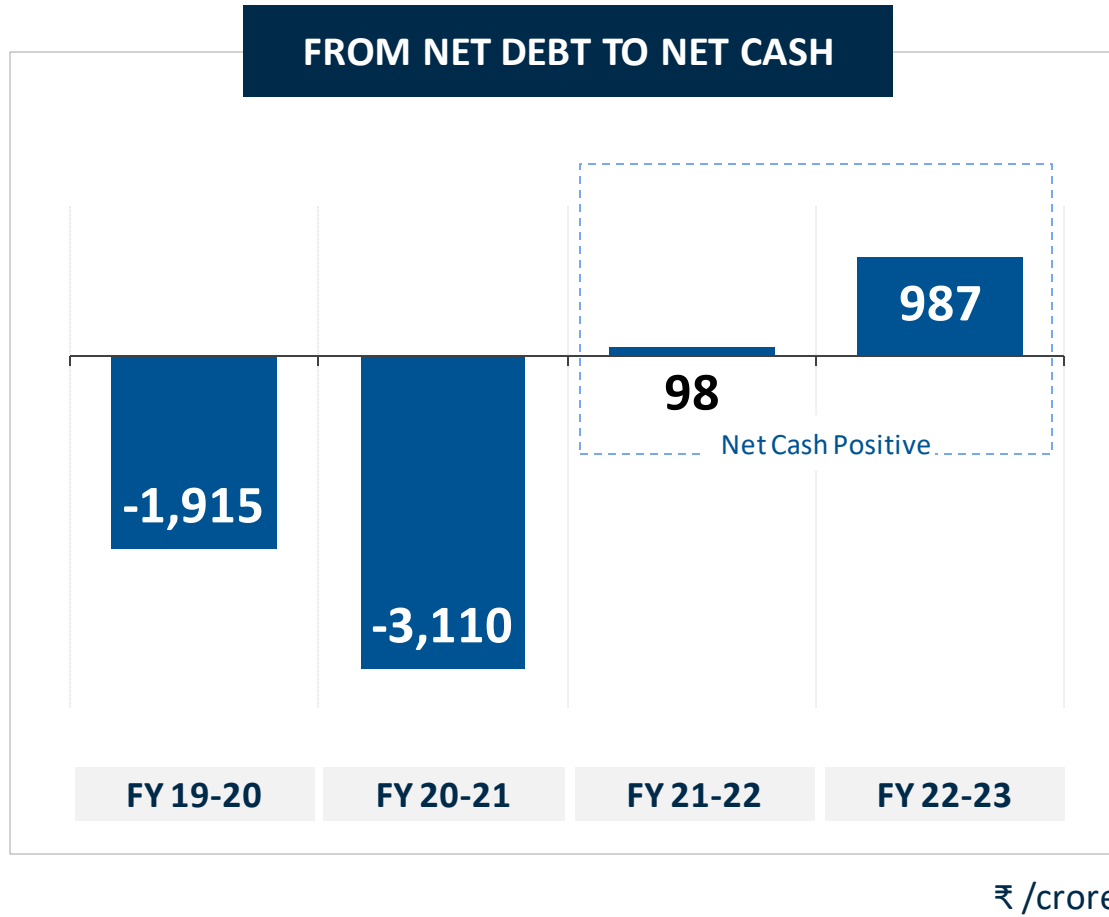 FROM NET DEBT TO NET CASH
987
98
Net Cash Positive
-1,915
-3,110
FY 19-20
FY 20-21
FY 21-22
FY 22-23
₹ /crore